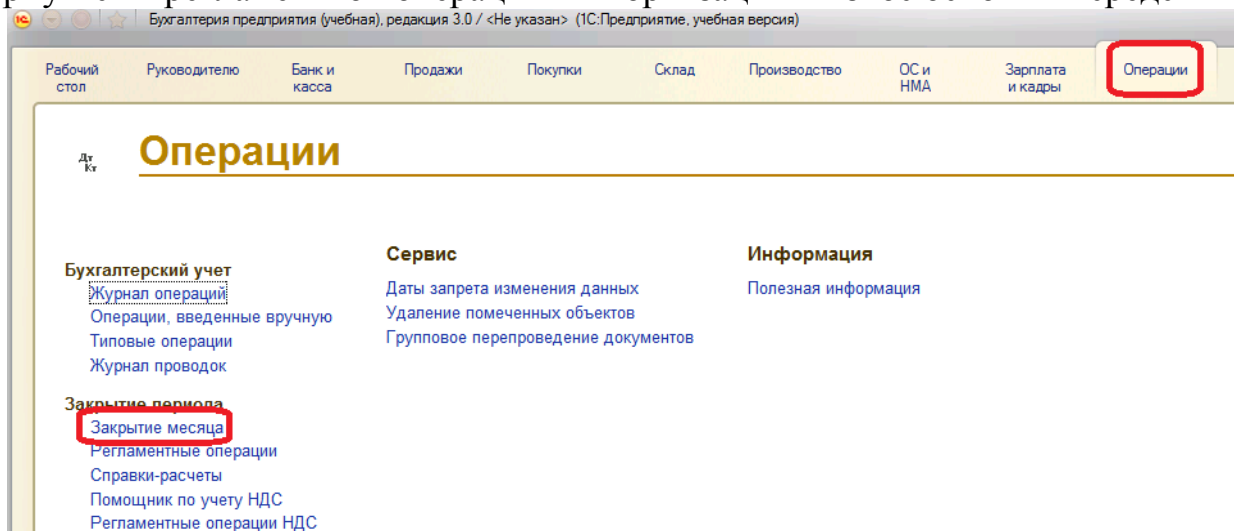 Бухгалтерия предприятия (учебная), редакция 3.0 / <Не указан> (1С:Предприятие, учебная версия)
Рабочий стол
Руководителю
Банк и касса
Продажи
Покупки
Склад
Производство
ОС и НМА
Зарплата и кадры
Операции
Дт Кт
Операции
Бухгалтерский учет
Журнал операций
Операции, введенные вручную
Типовые операции
Журнал проводок
Закрытие периода
Закрытие месяца
Регламентные операции
Справки-расчеты
Помощник по учету НДС
Регламентные операции НДС
Сервис
Даты запрета изменения данных
Удаление помеченных объектов
Групповое перепроведение документов
Информация
Полезная информация